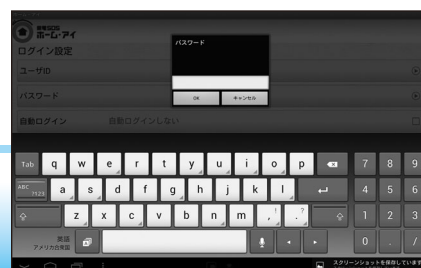 ホーム・アイ
ログイン設定
ユーザID
パスワード
自動ログイン 自動ログインしない
パスワード
OK キャンセル
Tab q w e r t y u i o p 7 8 9
ABC ?123 a s d f g h j k l 4 5 6
z x c v b n m , ! . ? 1 2 3
英語
アメリカ合衆国
0 . /
スクリーンショットを保存しています